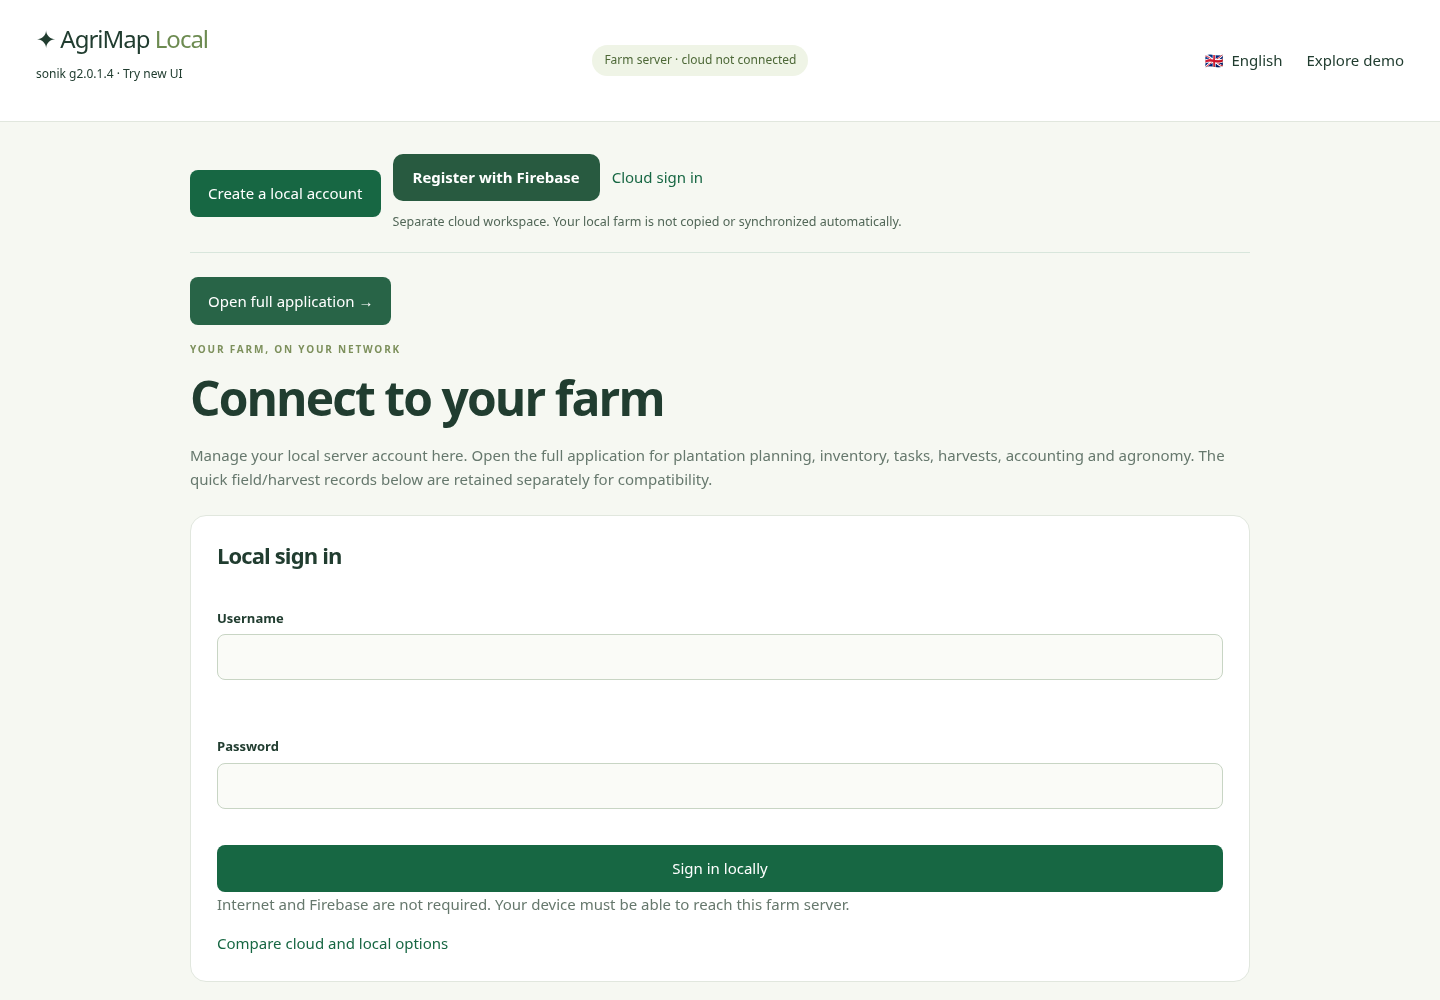 ✦ AgriMap Local
sonik g2.0.1.4 · Try new UI
Farm server · cloud not connected
🇬🇧 English
Explore demo
Create a local account
Register with Firebase
Cloud sign in
Separate cloud workspace. Your local farm is not copied or synchronized automatically.
Open full application →
YOUR FARM, ON YOUR NETWORK
Connect to your farm
Manage your local server account here. Open the full application for plantation planning, inventory, tasks, harvests, accounting and agronomy. The
quick field/harvest records below are retained separately for compatibility.
Local sign in
Username
Password
Sign in locally
Internet and Firebase are not required. Your device must be able to reach this farm server.
Compare cloud and local options